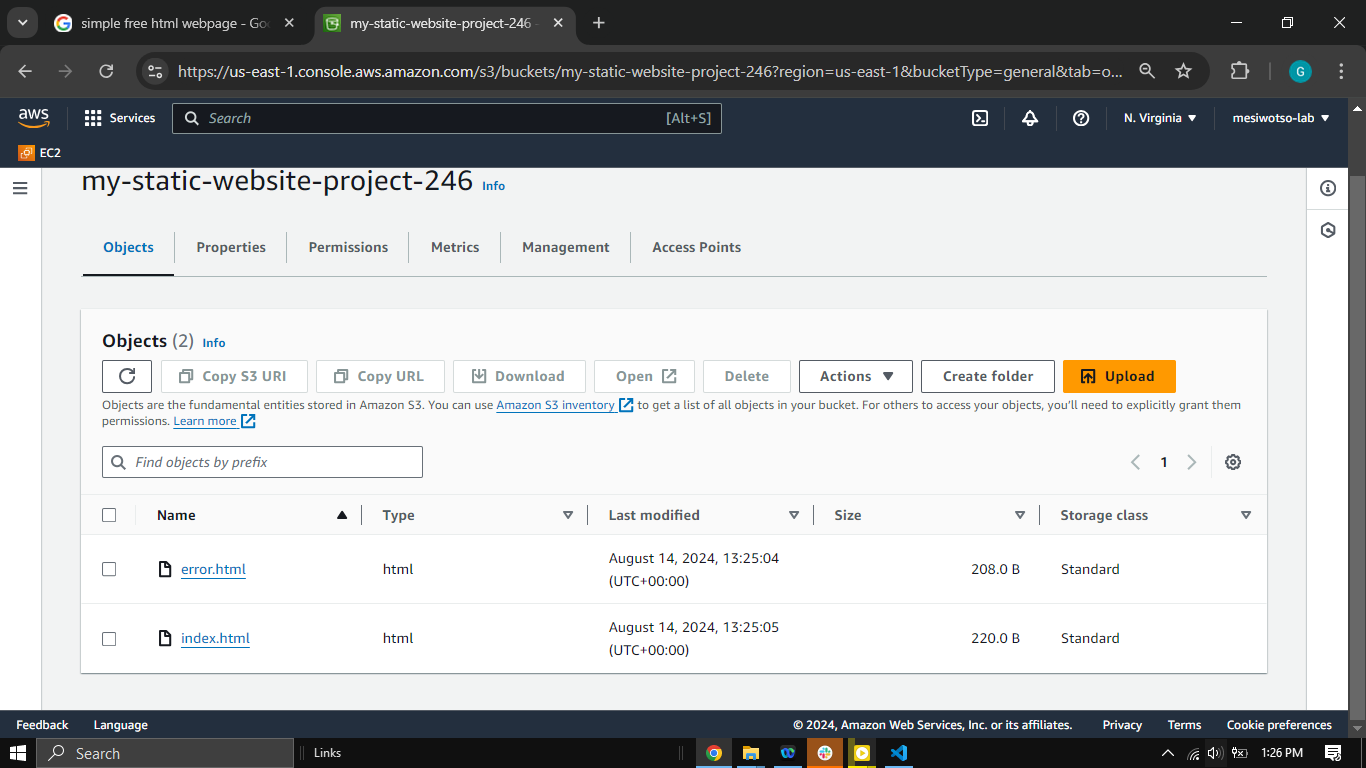 simple free html webpage - Goo
my-static-website-project-246 -
https://us-east-1.console.aws.amazon.com/s3/buckets/my-static-website-project-246?region=us-east-1&bucketType=general&tab=o...
G
aws
Services
Search
[Alt+S]
N. Virginia
mesiwotso-lab
EC2
my-static-website-project-246 Info
Objects
Properties
Permissions
Metrics
Management
Access Points
Objects (2) Info
Copy S3 URI
Copy URL
Download
Open
Delete
Actions
Create folder
Upload
Objects are the fundamental entities stored in Amazon S3. You can use Amazon S3 inventory to get a list of all objects in your bucket. For others to access your objects, you'll need to explicitly grant them
permissions. Learn more
Find objects by prefix
1
Name
Type
Last modified
Size
Storage class
error.html
html
August 14, 2024, 13:25:04
(UTC+00:00)
208.0 B
Standard
index.html
html
August 14, 2024, 13:25:05
(UTC+00:00)
220.0 B
Standard
Feedback
Language
© 2024, Amazon Web Services, Inc. or its affiliates.
Privacy
Terms
Cookie preferences
Search
Links
1:26 PM